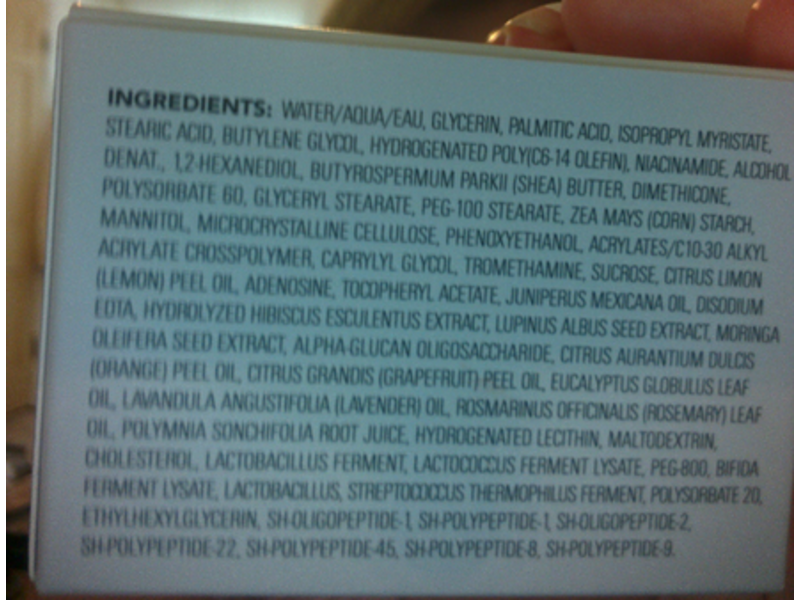 INGREDIENTS: WATER/AQUA/EAU, GLYCERIN, PALMITIC ACID, ISOPROPYL MYRISTATE,
STEARIC ACID, BUTYLENE GLYCOL, HYDROGENATED POLY(C6-14 OLEFIN), NIACINAMIDE, ALCOHOL
DENAT., 1,2-HEXANEDIOL, BUTYROSPERMUM PARKII (SHEA) BUTTER, DIMETHICONE,
POLYSORBATE 60, GLYCERYL STEARATE, PEG-100 STEARATE, ZEA MAYS (CORN) STARCH,
MANNITOL, MICROCRYSTALLINE CELLULOSE, PHENOXYETHANOL, ACRYLATES/C10-30 ALKYL
ACRYLATE CROSSPOLYMER, CAPRYLYL GLYCOL, TROMETHAMINE, SUCROSE, CITRUS LIMON
(LEMON) PEEL OIL, ADENOSINE, TOCOPHERYL ACETATE, JUNIPERUS MEXICANA OIL, DISODIUM
EDTA, HYDROLYZED HIBISCUS ESCULENTUS EXTRACT, LUPINUS ALBUS SEED EXTRACT, MORINGA
OLEIFERA SEED EXTRACT, ALPHA-GLUCAN OLIGOSACCHARIDE, CITRUS AURANTIUM DULCIS
(ORANGE) PEEL OIL, CITRUS GRANDIS (GRAPEFRUIT) PEEL OIL, EUCALYPTUS GLOBULUS LEAF
OIL, LAVANDULA ANGUSTIFOLIA (LAVENDER) OIL, ROSMARINUS OFFICINALIS (ROSEMARY) LEAF
OIL, POLYMNIA SONCHIFOLIA ROOT JUICE, HYDROGENATED LECITHIN, MALTODEXTRIN,
CHOLESTEROL, LACTOBACILLUS FERMENT, LACTOCOCCUS FERMENT LYSATE, PEG-800, BIFIDA
FERMENT LYSATE, LACTOBACILLUS, STREPTOCOCCUS THERMOPHILUS FERMENT, POLYSORBATE 20,
ETHYLHEXYLGLYCERIN, SH-OLIGOPEPTIDE-1, SH-POLYPEPTIDE-1, SH-OLIGOPEPTIDE-2,
SH-POLYPEPTIDE-22, SH-POLYPEPTIDE-45, SH-POLYPEPTIDE-8, SH-POLYPEPTIDE-9.